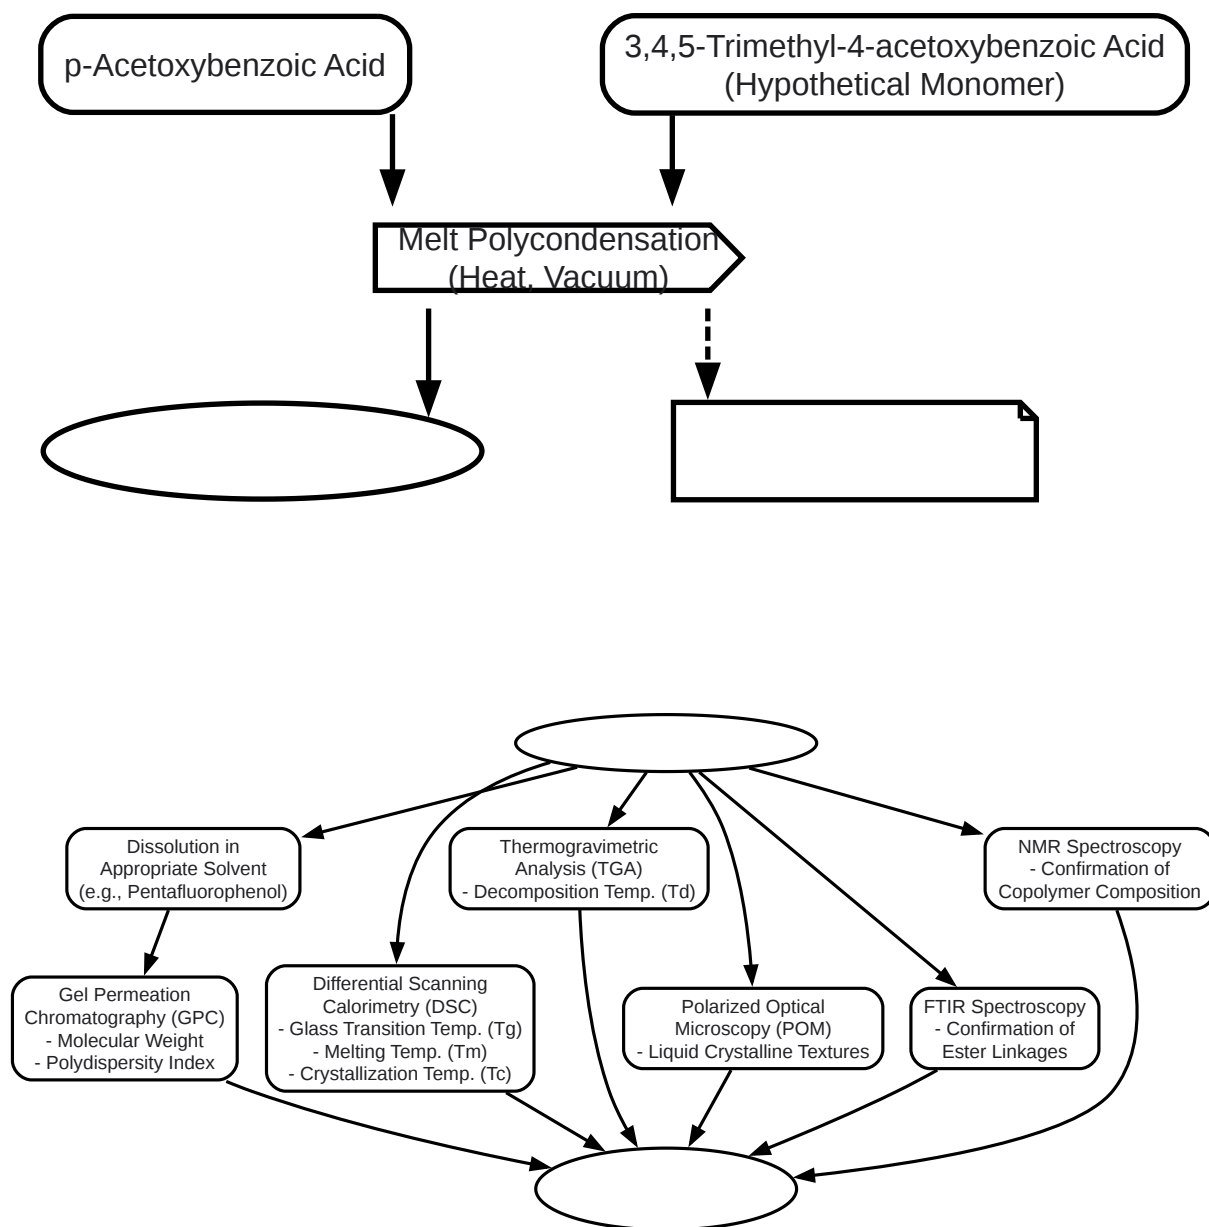 p-Acetoxybenzoic Acid
3,4,5-Trimethyl-4-acetoxybenzoic Acid
(Hypothetical Monomer)
Melt Polycondensation
(Heat, Vacuum)
Thermogravimetric
Analysis (TGA)
- Decomposition Temp. (Td)
Dissolution in
Appropriate Solvent
(e.g., Pentafluorophenol)
NMR Spectroscopy
- Confirmation of
Copolymer Composition
Gel Permeation
Chromatography (GPC)
- Molecular Weight
- Polydispersity Index
Differential Scanning
Calorimetry (DSC)
- Glass Transition Temp. (Tg)
- Melting Temp. (Tm)
- Crystallization Temp. (Tc)
Polarized Optical
Microscopy (POM)
- Liquid Crystalline Textures
FTIR Spectroscopy
- Confirmation of
Ester Linkages